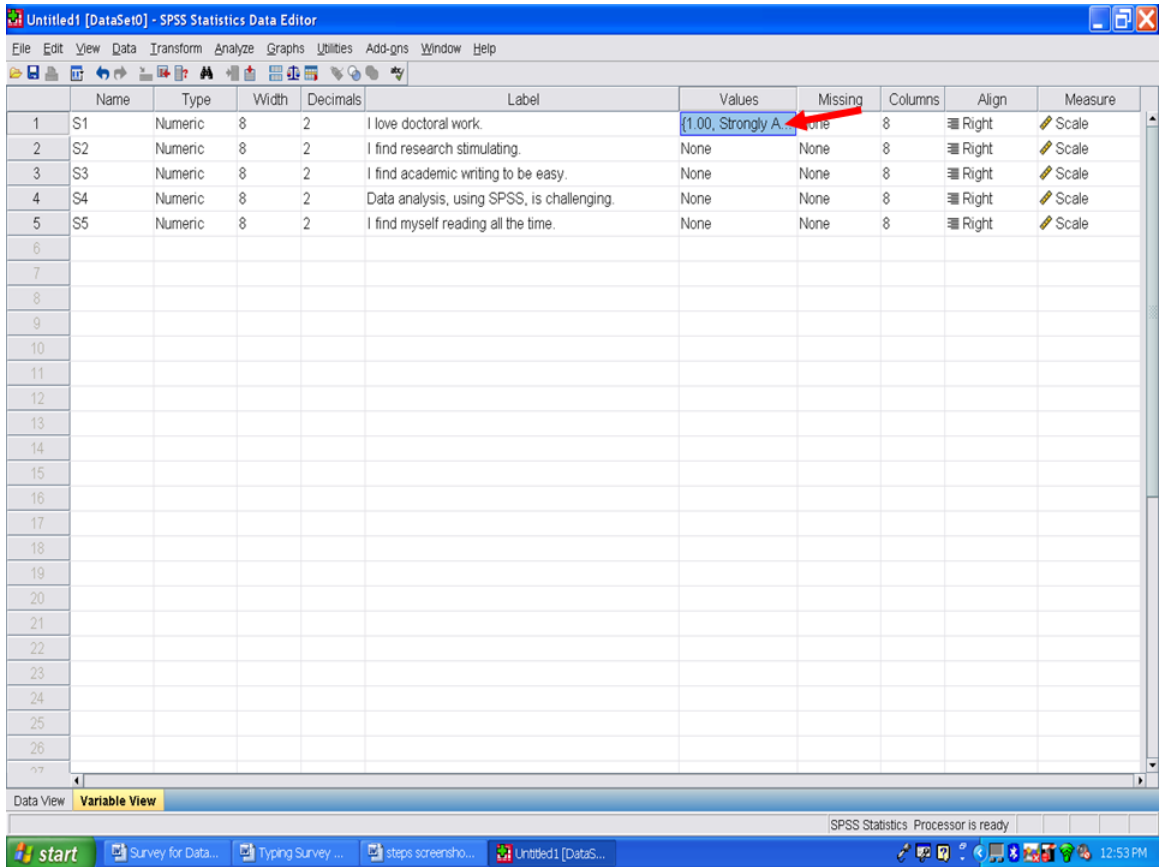 Untitled1 [DataSet0] - SPSS Statistics Data Editor
File Edit View Data Transform Analyze Graphs Utilities Add-ons Window Help
Name Type Width Decimals Label Values Missing Columns Align Measure
1 S1 Numeric 8 2 I love doctoral work. {1.00, Strongly A... None 8 Right Scale
2 S2 Numeric 8 2 I find research stimulating. None None 8 Right Scale
3 S3 Numeric 8 2 I find academic writing to be easy. None None 8 Right Scale
4 S4 Numeric 8 2 Data analysis, using SPSS, is challenging. None None 8 Right Scale
5 S5 Numeric 8 2 I find myself reading all the time. None None 8 Right Scale
6
7
8
9
10
11
12
13
14
15
16
17
18
19
20
21
22
23
24
25
26
27
Data View Variable View
SPSS Statistics Processor is ready
start Survey for Data... Typing Survey ... steps screensho... Untitled1 [DataS... 12:53 PM